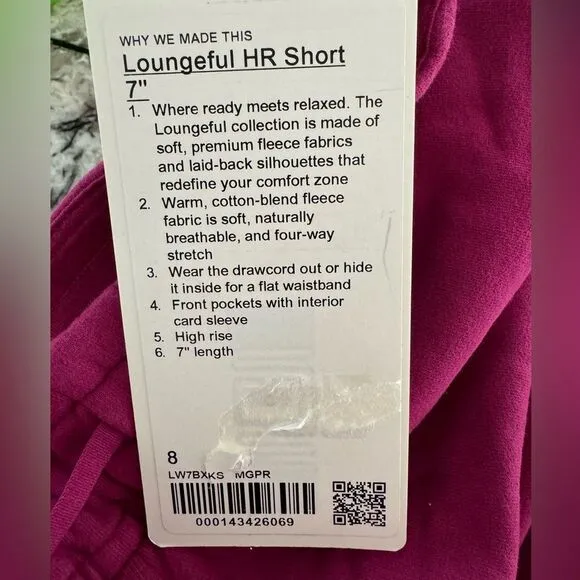 WHY WE MADE THIS
Loungeful HR Short
7"
1. Where ready meets relaxed. The
Loungeful collection is made of
soft, premium fleece fabrics
and laid-back silhouettes that
redefine your comfort zone
2. Warm, cotton-blend fleece
fabric is soft, naturally
breathable, and four-way
stretch
3. Wear the drawcord out or hide
it inside for a flat waistband
4. Front pockets with interior
card sleeve
5. High rise
6. 7" length
8
LW7BXKS MGPR
000143426069